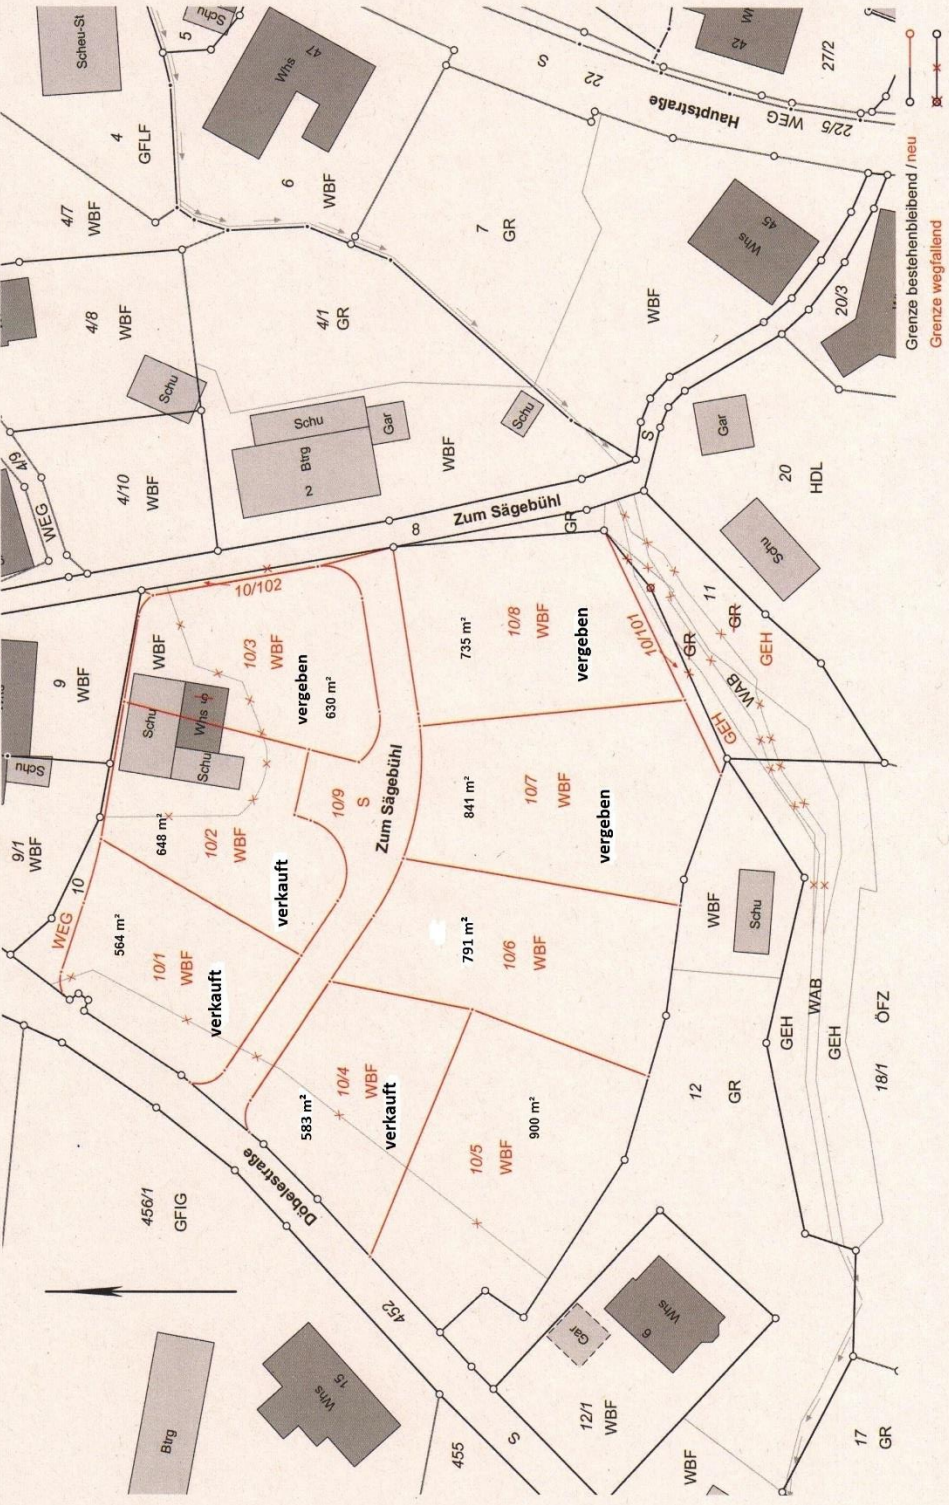 Scheu-St
Schu
5
4
GFLF
Whs
47
WBF
6
4/7
WBF
22
S
Hauptstraße
WEG
22/5
27/2
42
Grenze bestehenbleibend / neu
Grenze wegfallend
7
GR
Whs
45
WBF
20/3
4/8
WBF
Schu
4/1
GR
Schu
Gar
Btrg
2
WBF
Schu
S
Gar
20
HDL
Schu
4/9
WEG
4/10
WBF
8
Zum Sägebühl
GR
10/102
9
WBF
WBF
10/3
WBF
vergeben
630 m²
Schu
Whs
5
Schu
735 m²
10/8
WBF
vergeben
10/101
GR
11
GR
GEH
WAB
GEH
Schu
9/1
WBF
10
WEG
648 m²
10/2
WBF
verkauft
10/9
S
Zum Sägebühl
841 m²
10/7
WBF
vergeben
564 m²
10/1
WBF
verkauft
791 m²
10/6
WBF
WBF
Schu
583 m²
10/4
WBF
verkauft
10/5
WBF
900 m²
12
GR
GEH
WAB
GEH
ÖFZ
18/1
456/1
GFIG
Döbelestraße
452
Btrg
Whs
15
455
S
Gar
Whs
6
12/1
WBF
WBF
17
GR